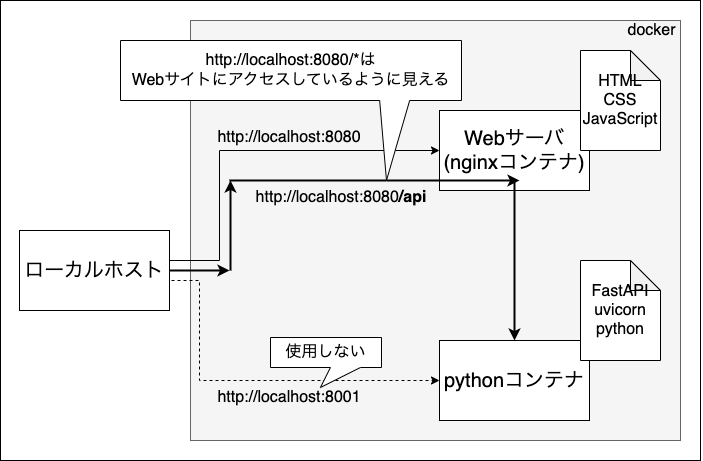 docker
http://localhost:8080/*は
Webサイトにアクセスしているように見える
HTML
CSS
JavaScript
http://localhost:8080
Webサーバ
(nginxコンテナ)
http://localhost:8080/api
ローカルホスト
FastAPI
uvicorn
python
使用しない
pythonコンテナ
http://localhost:8001